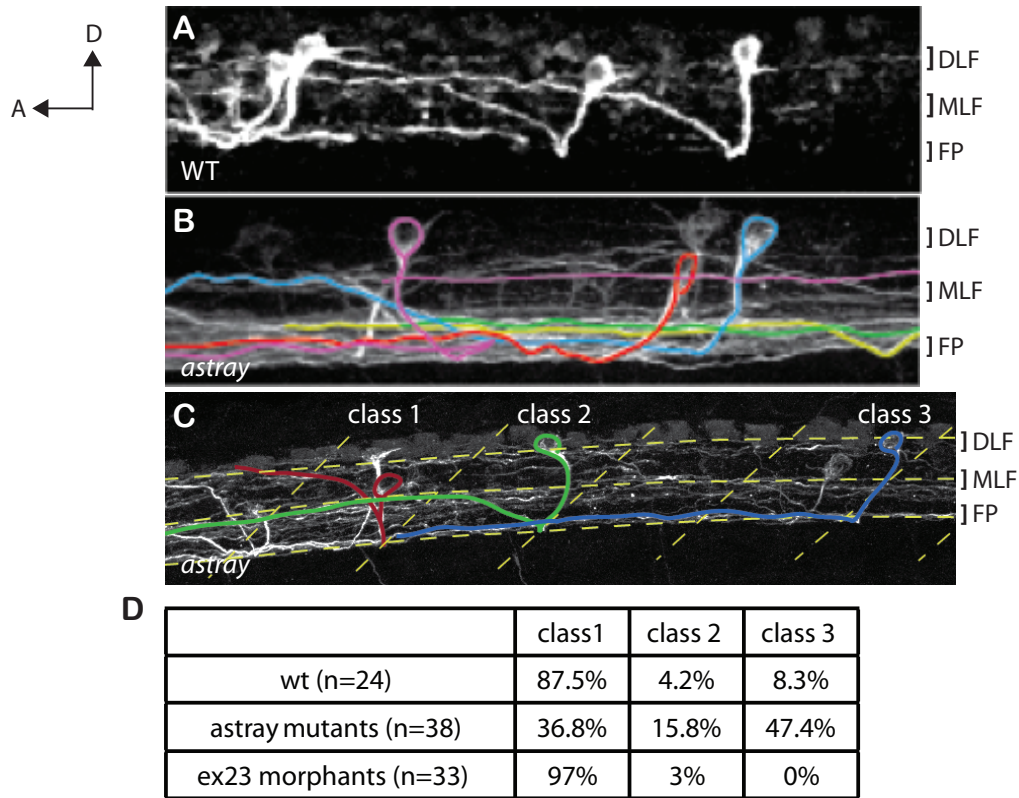 D
A
A
DLF
MLF
FP
WT
B
DLF
MLF
FP
astray
C
class 1
class 2
class 3
DLF
MLF
FP
astray
D
class1 class 2 class 3
wt (n=24) 87.5% 4.2% 8.3%
astray mutants (n=38) 36.8% 15.8% 47.4%
ex23 morphants (n=33) 97% 3% 0%